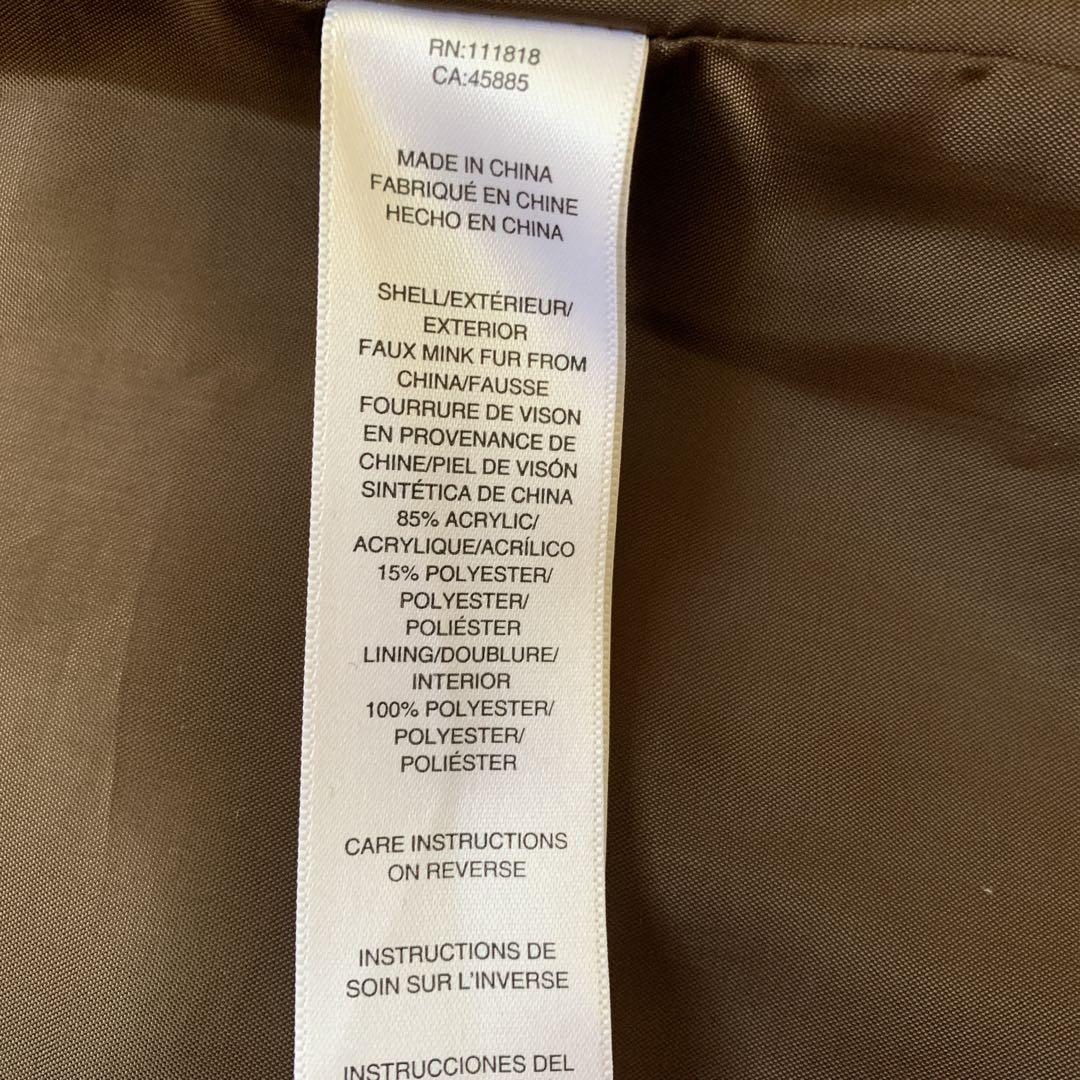 RN:111818
CA:45885
MADE IN CHINA
FABRIQUÉ EN CHINE
HECHO EN CHINA
SHELL/EXTÉRIEUR/
EXTERIOR
FAUX MINK FUR FROM
CHINA/FAUSSE
FOURRURE DE VISON
EN PROVENANCE DE
CHINE/PIEL DE VISÓN
SINTÉTICA DE CHINA
85% ACRYLIC/
ACRYLIQUE/ACRÍLICO
15% POLYESTER/
POLYESTER/
POLIÉSTER
LINING/DOUBLURE/
INTERIOR
100% POLYESTER/
POLYESTER/
POLIÉSTER
CARE INSTRUCTIONS
ON REVERSE
INSTRUCTIONS DE
SOIN SUR L'INVERSE
INSTRUCCIONES DEL